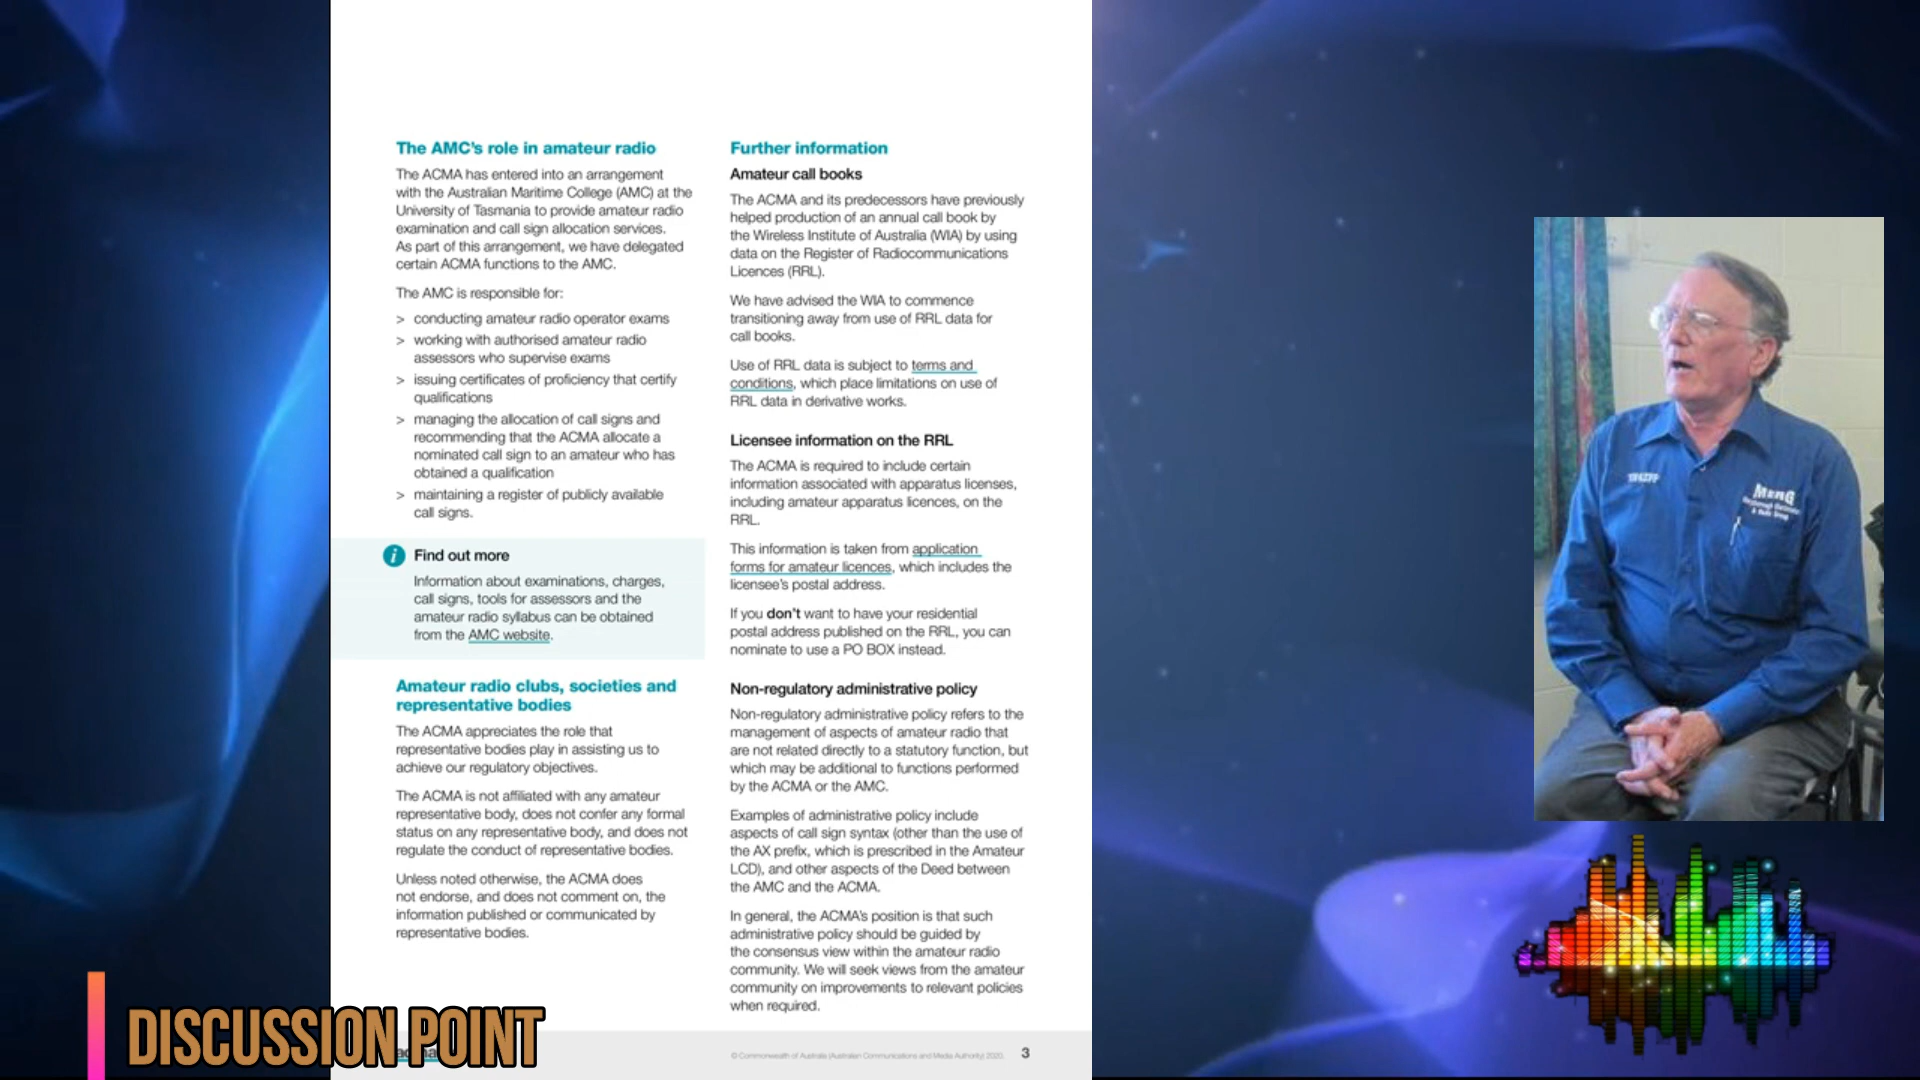 The AMC's role in amateur radio
The ACMA has entered into an arrangement
with the Australian Maritime College (AMC) at the
University of Tasmania to provide amateur radio
examination and call sign allocation services.
As part of this arrangement, we have delegated
certain ACMA functions to the AMC.
The AMC is responsible for:
> conducting amateur radio operator exams
> working with authorised amateur radio
assessors who supervise exams
> issuing certificates of proficiency that certify
qualifications
> managing the allocation of call signs and
recommending that the ACMA allocate a
nominated call sign to an amateur who has
obtained a qualification
> maintaining a register of publicly available
call signs.
i Find out more
Information about examinations, charges,
call signs, tools for assessors and the
amateur radio syllabus can be obtained
from the AMC website.
Amateur radio clubs, societies and
representative bodies
The ACMA appreciates the role that
representative bodies play in assisting us to
achieve our regulatory objectives.
The ACMA is not affiliated with any amateur
representative body, does not confer any formal
status on any representative body, and does not
regulate the conduct of representative bodies.
Unless noted otherwise, the ACMA does
not endorse, and does not comment on, the
information published or communicated by
representative bodies.
Further information
Amateur call books
The ACMA and its predecessors have previously
helped production of an annual call book by
the Wireless Institute of Australia (WIA) by using
data on the Register of Radiocommunications
Licences (RRL).
We have advised the WIA to commence
transitioning away from use of RRL data for
call books.
Use of RRL data is subject to terms and
conditions, which place limitations on use of
RRL data in derivative works.
Licensee information on the RRL
The ACMA is required to include certain
information associated with apparatus licenses,
including amateur apparatus licences, on the
RRL.
This information is taken from application
forms for amateur licences, which includes the
licensee's postal address.
If you don't want to have your residential
postal address published on the RRL, you can
nominate to use a PO BOX instead.
Non-regulatory administrative policy
Non-regulatory administrative policy refers to the
management of aspects of amateur radio that
are not related directly to a statutory function, but
which may be additional to functions performed
by the ACMA or the AMC.
Examples of administrative policy include
aspects of call sign syntax (other than the use of
the AX prefix, which is prescribed in the Amateur
LCD), and other aspects of the Deed between
the AMC and the ACMA.
In general, the ACMA's position is that such
administrative policy should be guided by
the consensus view within the amateur radio
community. We will seek views from the amateur
community on improvements to relevant policies
when required.
© Commonwealth of Australia (Australian Communications and Media Authority) 2020. 3
DISCUSSION POINT